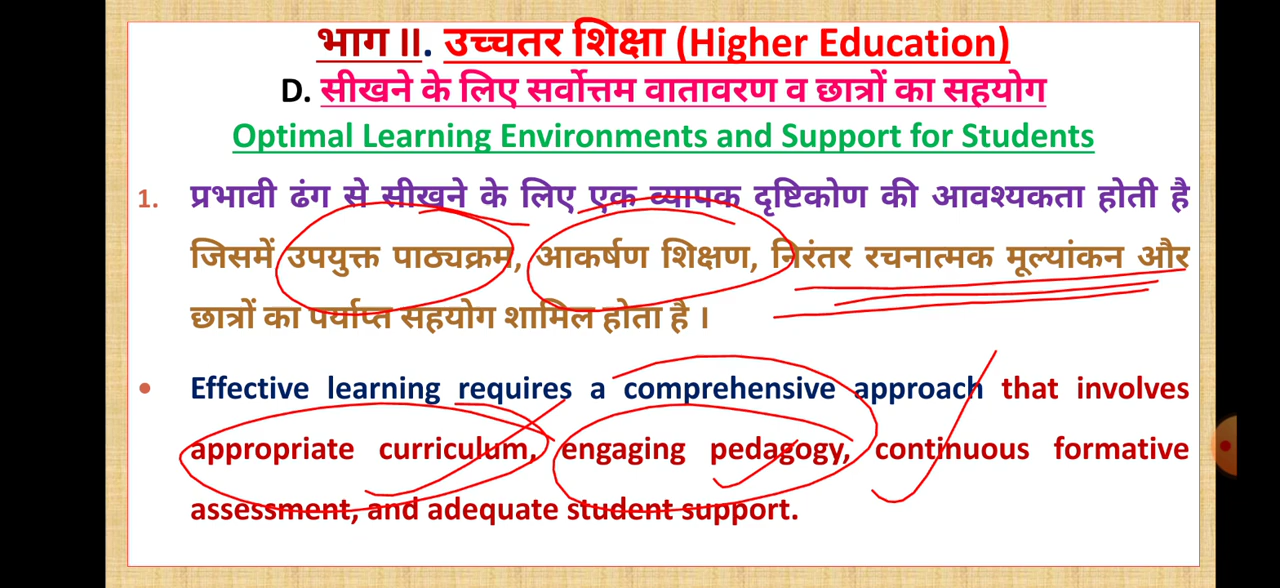 भाग II. उच्चतर शिक्षा (Higher Education)
D. सीखने के लिए सर्वोत्तम वातावरण व छात्रों का सहयोग
Optimal Learning Environments and Support for Students
1. प्रभावी ढंग से सीखने के लिए एक व्यापक दृष्टिकोण की आवश्यकता होती है
जिसमें उपयुक्त पाठ्यक्रम, आकर्षण शिक्षण, निरंतर रचनात्मक मूल्यांकन और
छात्रों का पर्याप्त सहयोग शामिल होता है ।
• Effective learning requires a comprehensive approach that involves
appropriate curriculum, engaging pedagogy, continuous formative
assessment, and adequate student support.